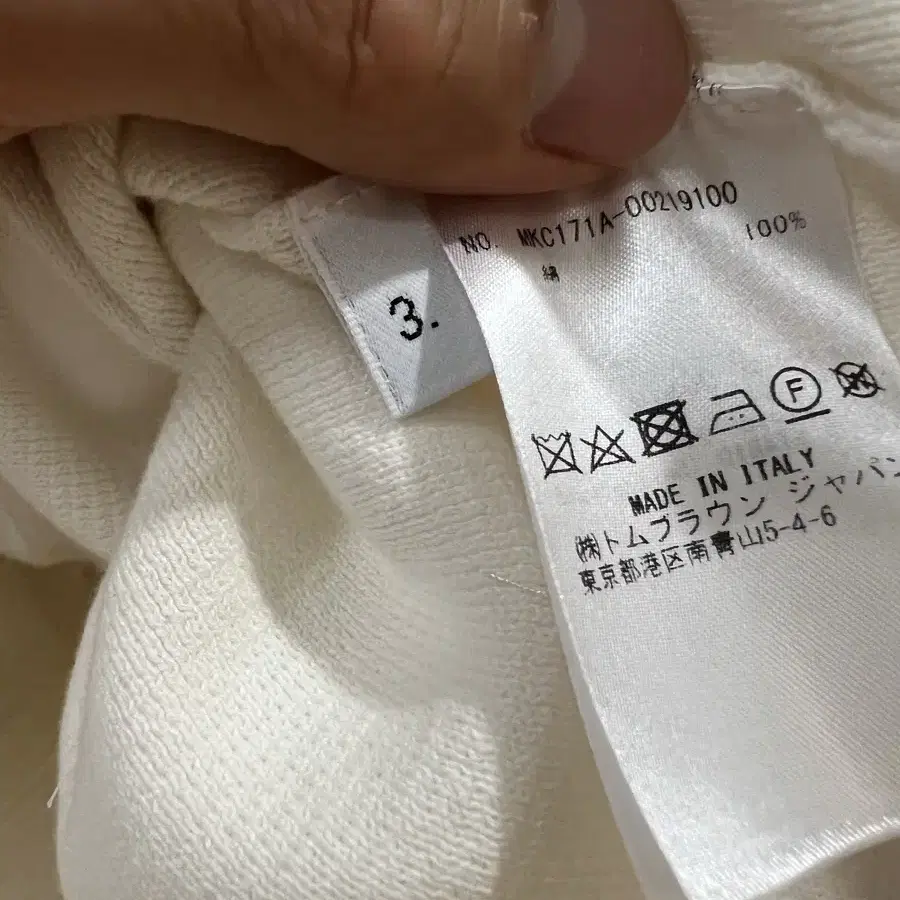 3.
NO. MKC171A-00219100
100%
F
MADE IN ITALY
㈱トムブラウン ジャパン
東京都港区南青山5-4-6